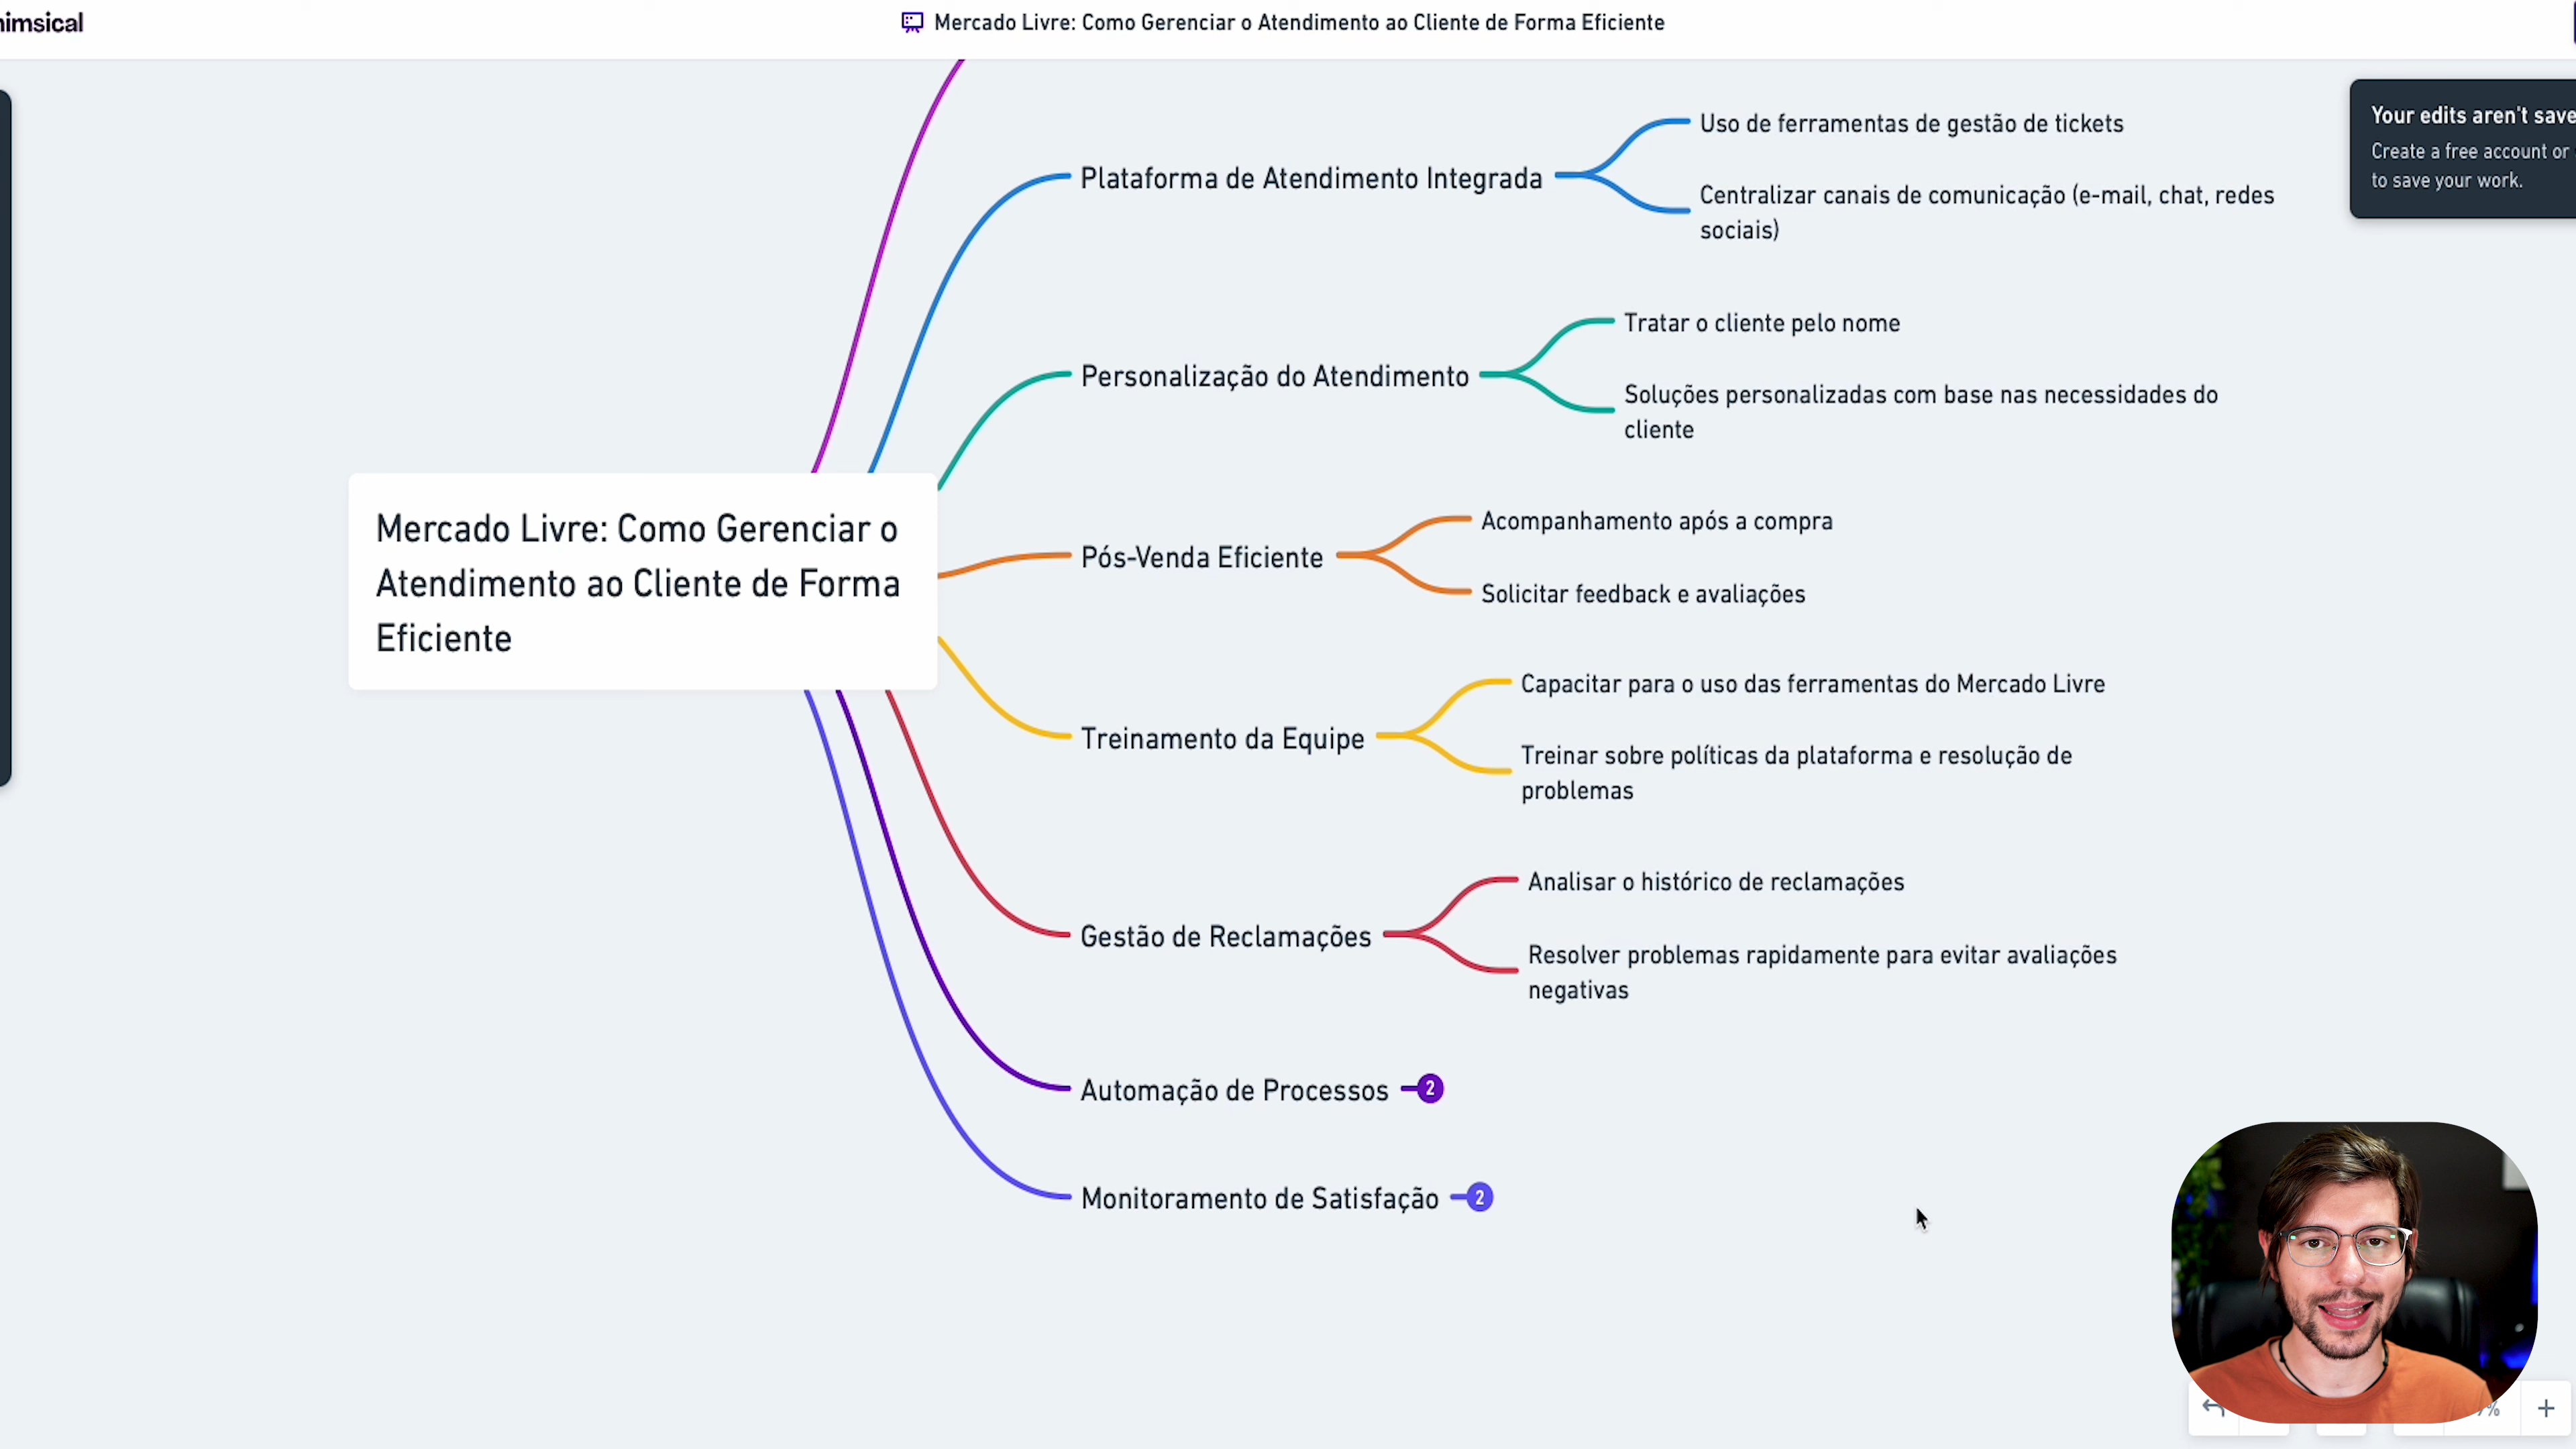 himsical
Mercado Livre: Como Gerenciar o Atendimento ao Cliente de Forma Eficiente
Your edits aren't save
Create a free account or
to save your work.
Plataforma de Atendimento Integrada
Uso de ferramentas de gestão de tickets
Centralizar canais de comunicação (e-mail, chat, redes
sociais)
Personalização do Atendimento
Tratar o cliente pelo nome
Soluções personalizadas com base nas necessidades do
cliente
Mercado Livre: Como Gerenciar o
Atendimento ao Cliente de Forma
Eficiente
Pós-Venda Eficiente
Acompanhamento após a compra
Solicitar feedback e avaliações
Treinamento da Equipe
Capacitar para o uso das ferramentas do Mercado Livre
Treinar sobre políticas da plataforma e resolução de
problemas
Gestão de Reclamações
Analisar o histórico de reclamações
Resolver problemas rapidamente para evitar avaliações
negativas
Automação de Processos 2
Monitoramento de Satisfação 2